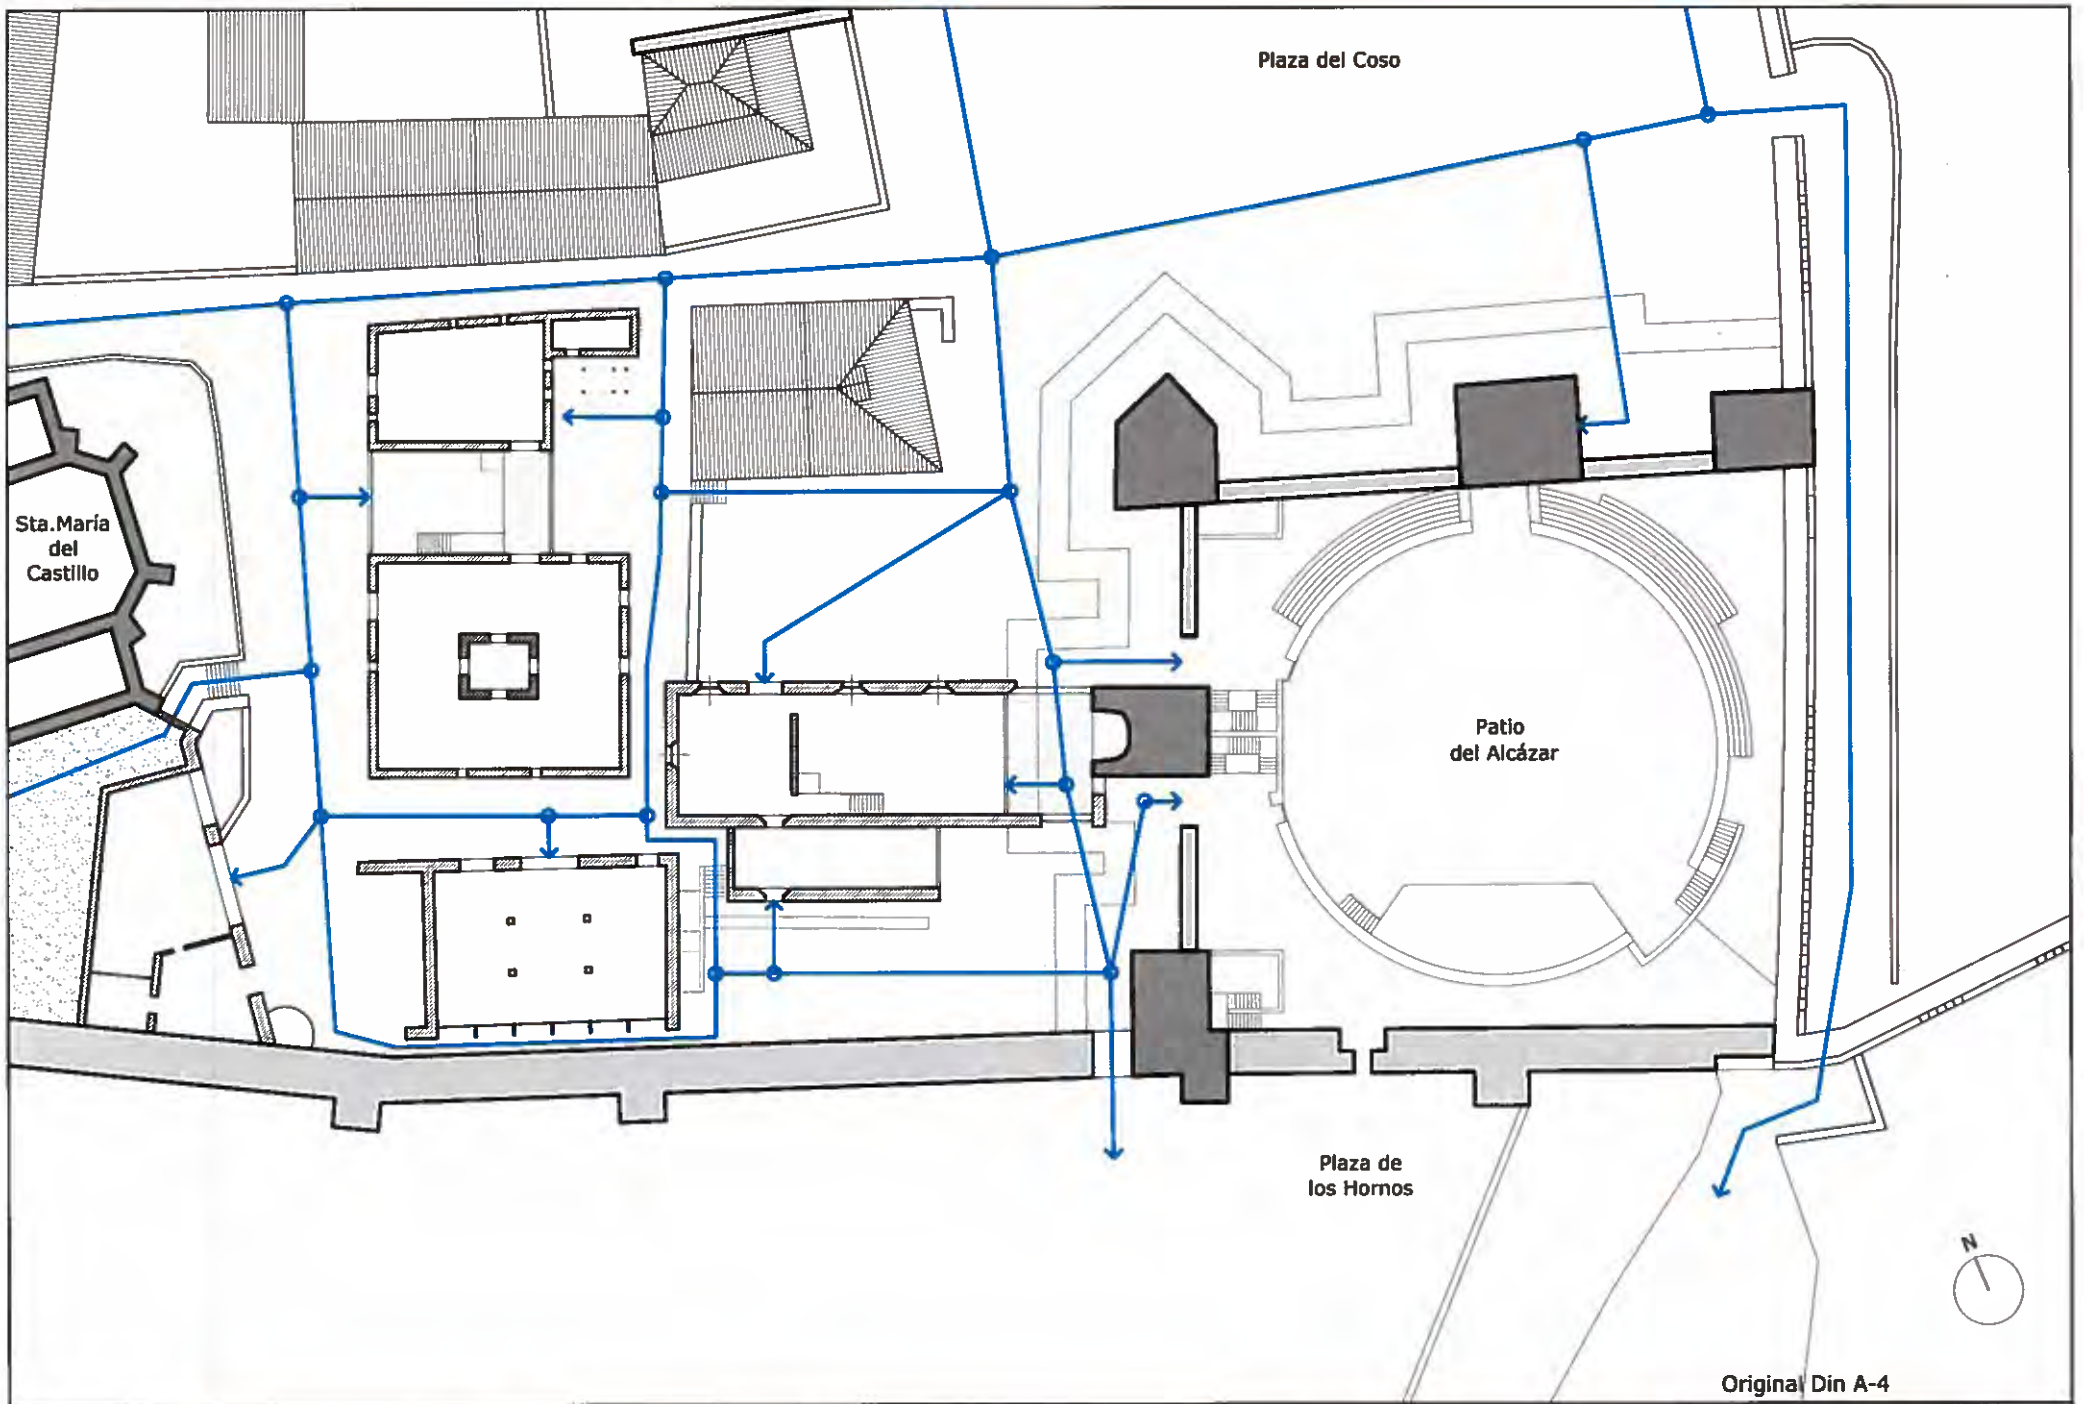 Plaza del Coso
Sta.María
del
Castillo
Patio
del Alcázar
Plaza de
los Hornos
N
Original Din A-4